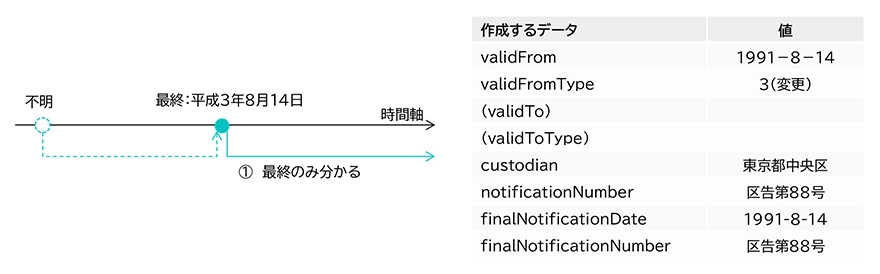 不明
最終:平成3年8月14日
時間軸
① 最終のみ分かる
作成するデータ 値
validFrom 1991-8-14
validFromType 3(変更)
(validTo)
(validToType)
custodian 東京都中央区
notificationNumber 区告第88号
finalNotificationDate 1991-8-14
finalNotificationNumber 区告第88号